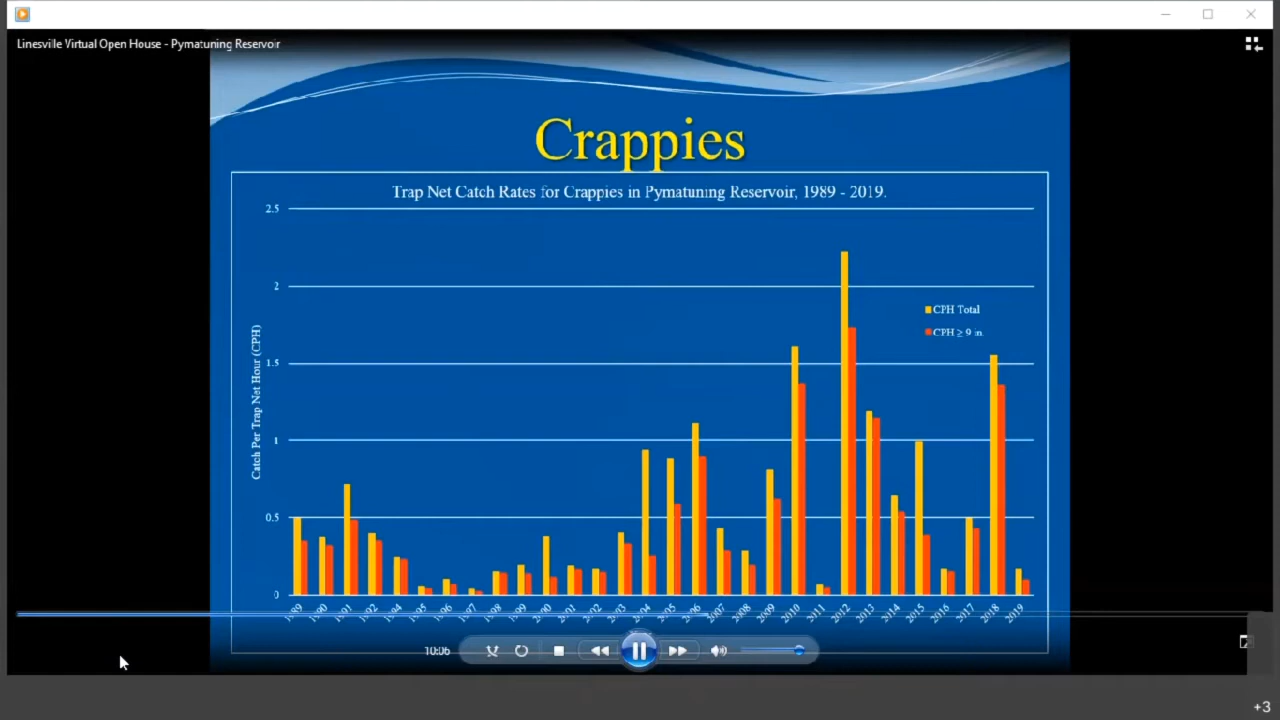 Linesville Virtual Open House - Pymatuning Reservoir
Crappies
Trap Net Catch Rates for Crappies in Pymatuning Reservoir, 1989 - 2019.
2.5
2
1.5
1
0.5
0
Catch Per Trap Net Hour (CPH)
CPH Total
CPH ≥ 9 in.
1989 1990 1991 1992 1994 1995 1996 1997 1998 1999 2000 2001 2002 2003 2004 2005 2006 2007 2008 2009 2010 2011 2012 2013 2014 2015 2016 2017 2018 2019
10:06
+3